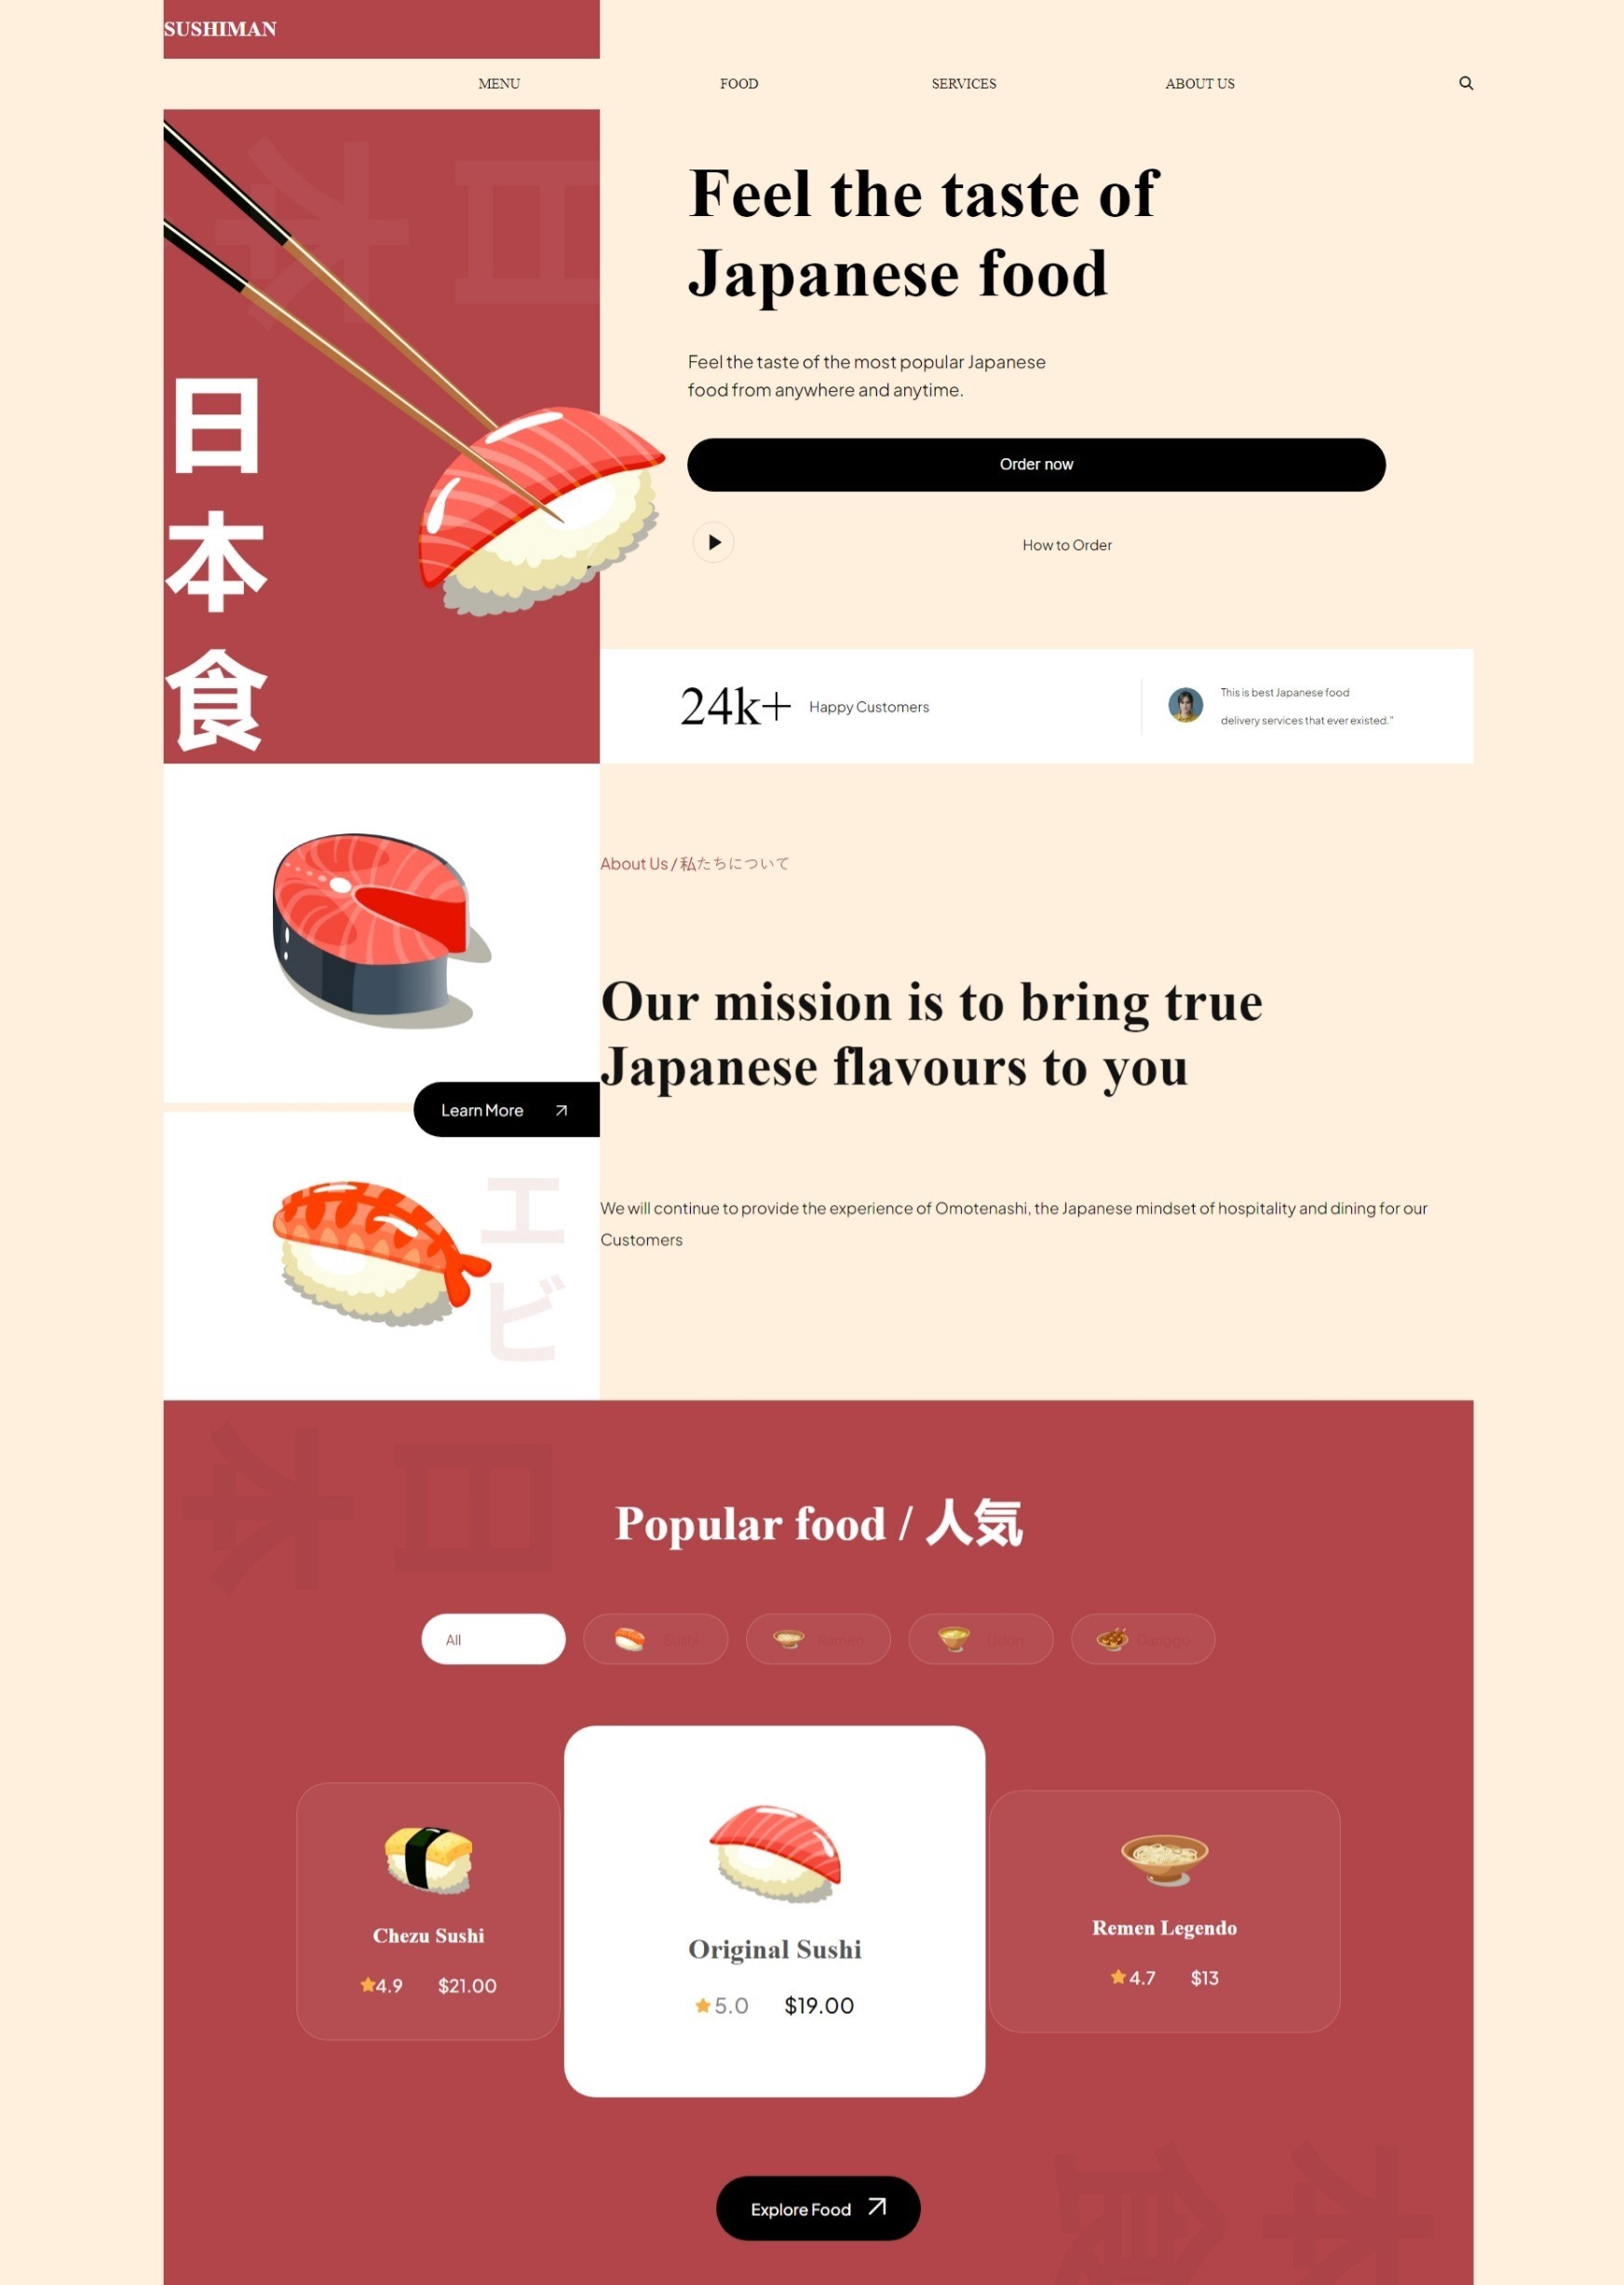 SUSHIMAN
MENU
FOOD
SERVICES
ABOUT US
日本
Feel the taste of
Japanese food
Feel the taste of the most popular Japanese
food from anywhere and anytime.
Order now
How to Order
日
本
食
24k+
Happy Customers
This is best Japanese food
delivery services that ever existed."
About Us / 私たちについて
Our mission is to bring true
Japanese flavours to you
Learn More
エビ
We will continue to provide the experience of Omotenashi, the Japanese mindset of hospitality and dining for our
Customers
日本
Popular food / 人気
All
Sushi
Ramen
Udon
Danggo
Chezu Sushi
4.9
$21.00
Original Sushi
5.0
$19.00
Remen Legendo
4.7
$13
Explore Food
本食